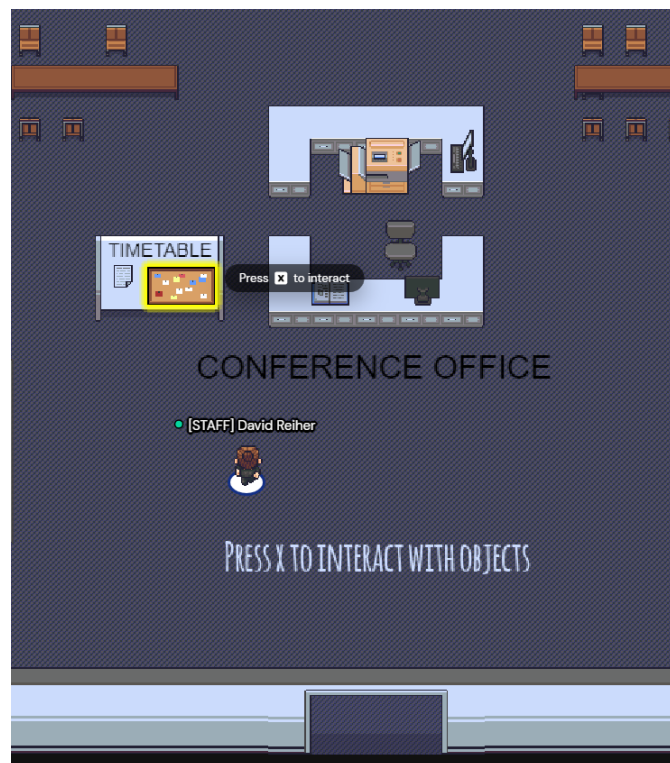 TIMETABLE
Press X to interact
CONFERENCE OFFICE
[STAFF] David Reiher
PRESS X TO INTERACT WITH OBJECTS